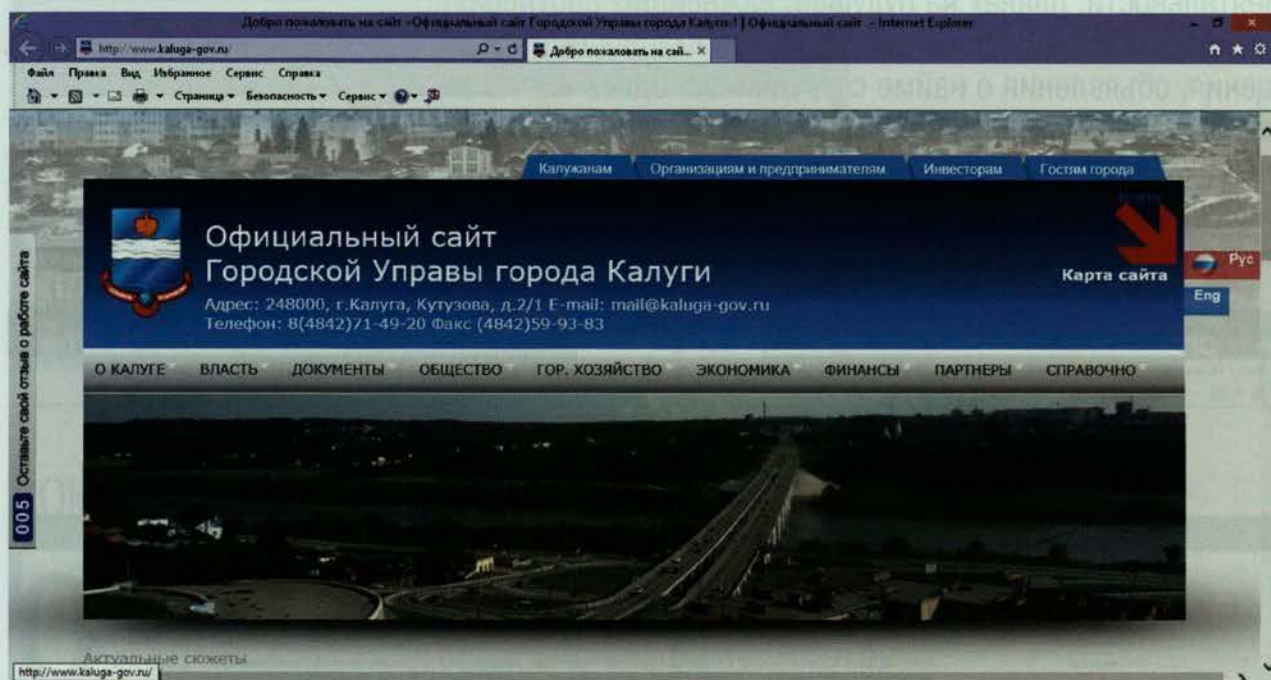 Добро пожаловать на сайт «Официальный сайт Городской Управы города Калуги»! | Официальный сайт - Internet Explorer
http://www.kaluga-gov.ru/
Добро пожаловать на сай...
Файл Правка Вид Избранное Сервис Справка
Страница Безопасность Сервис
Калужанам Организациям и предпринимателям Инвесторам Гостям города
Официальный сайт
Городской Управы города Калуги
Адрес: 248000, г.Калуга, Кутузова, д.2/1 E-mail: mail@kaluga-gov.ru
Телефон: 8(4842)71-49-20 Факс (4842)59-93-83
Карта сайта
Рус
Eng
О КАЛУГЕ ВЛАСТЬ ДОКУМЕНТЫ ОБЩЕСТВО ГОР. ХОЗЯЙСТВО ЭКОНОМИКА ФИНАНСЫ ПАРТНЕРЫ СПРАВОЧНО
005 Оставьте свой отзыв о работе сайта
Актуальные сюжеты
http://www.kaluga-gov.ru/